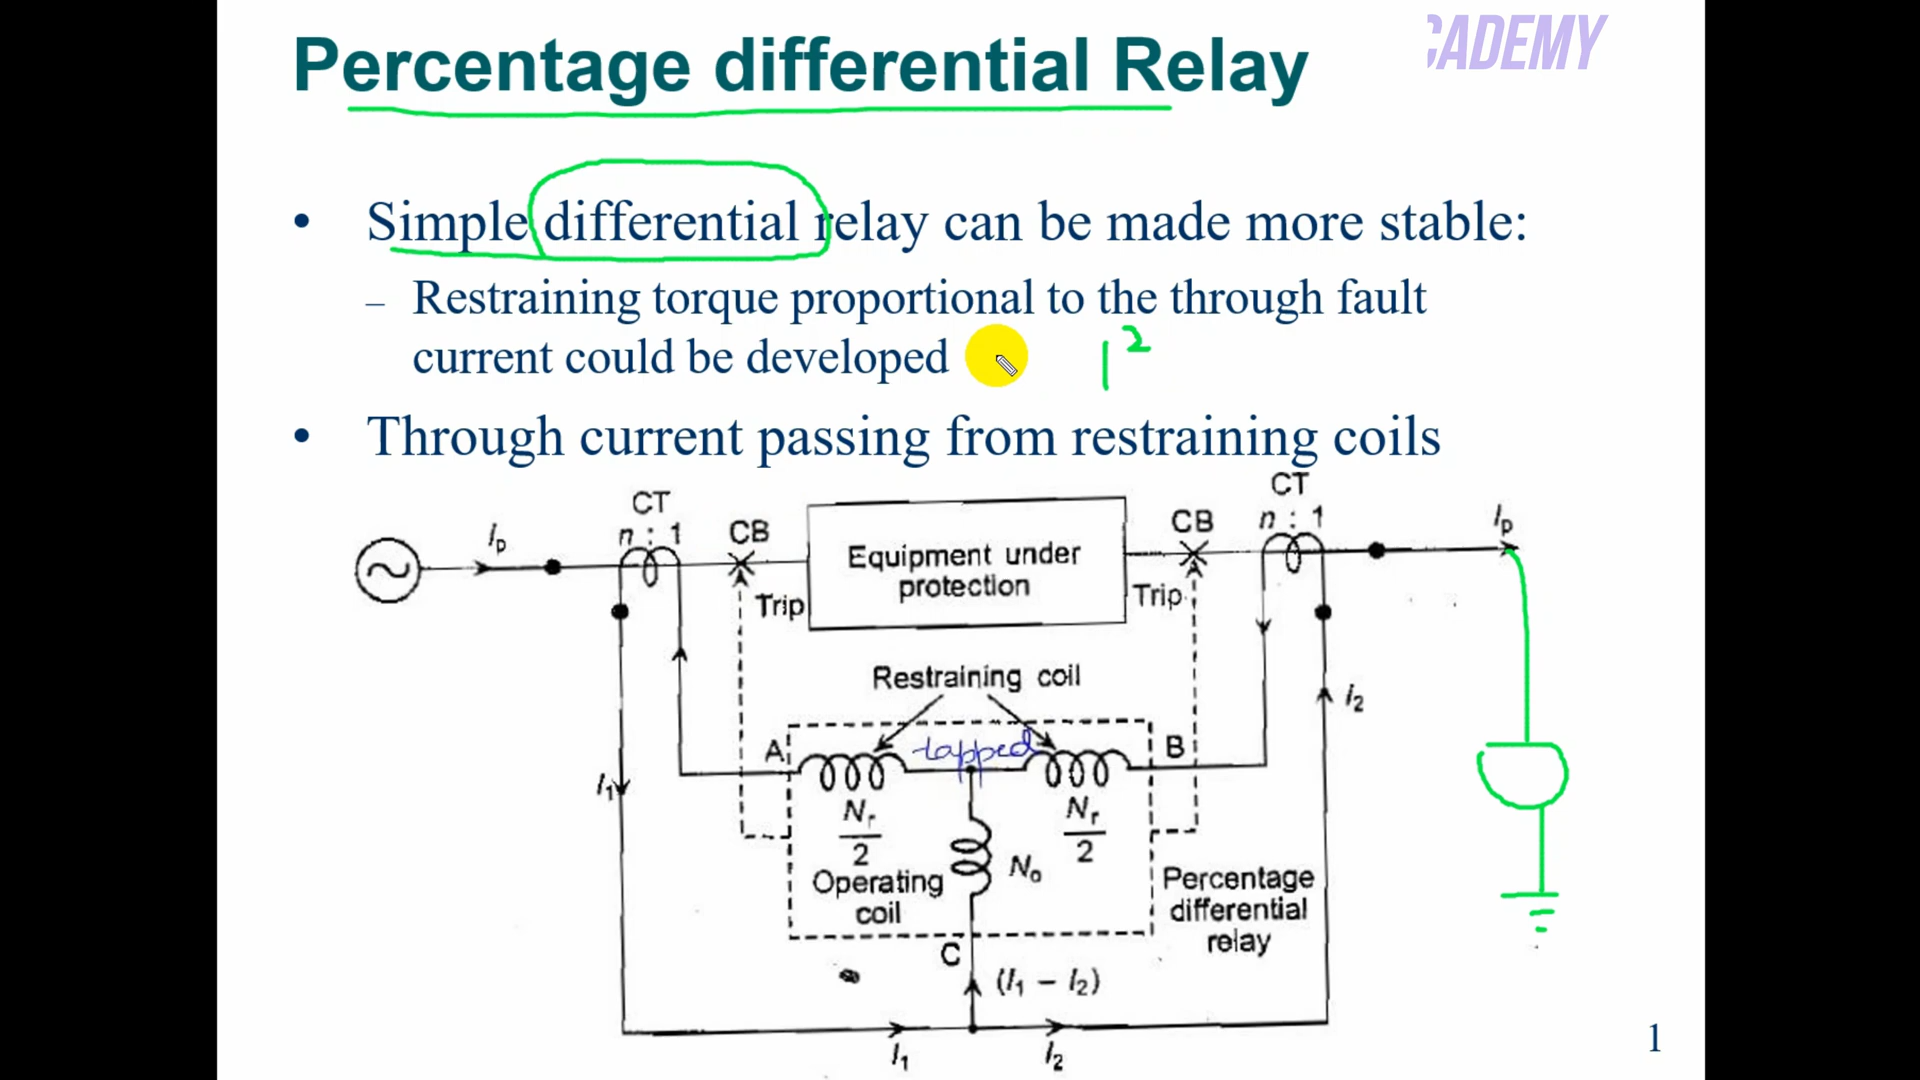 CADEMY
Percentage differential Relay
• Simple differential relay can be made more stable:
– Restraining torque proportional to the through fault
current could be developed
I²
• Through current passing from restraining coils
CT
n : 1
CB
Ip
Trip
Equipment under
protection
CB
Trip
CT
n : 1
Ip
Restraining coil
tapped
A
B
I1
I2
Nr/2
Nr/2
Operating
coil
No
Percentage
differential
relay
C
(I1 – I2)
I1
I2
1